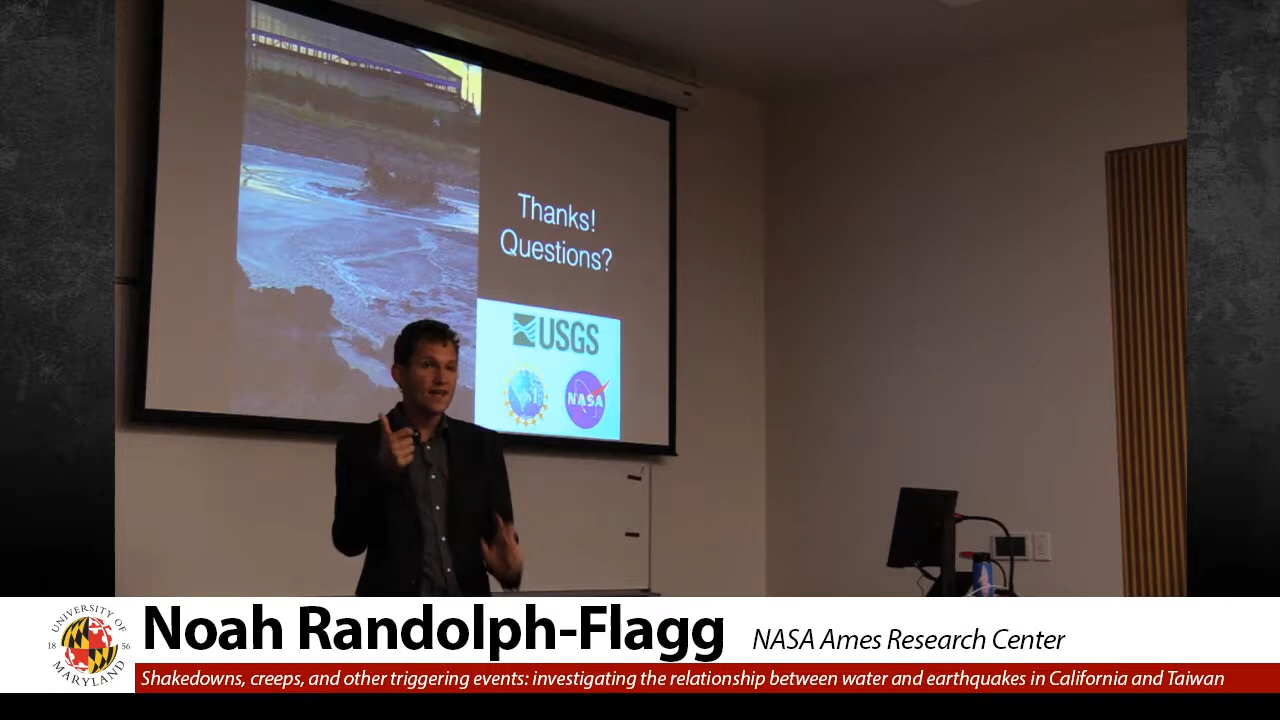 Thanks!
Questions?
USGS
NASA
UNIVERSITY OF
18 56
MARYLAND
Noah Randolph-Flagg NASA Ames Research Center
Shakedowns, creeps, and other triggering events: investigating the relationship between water and earthquakes in California and Taiwan